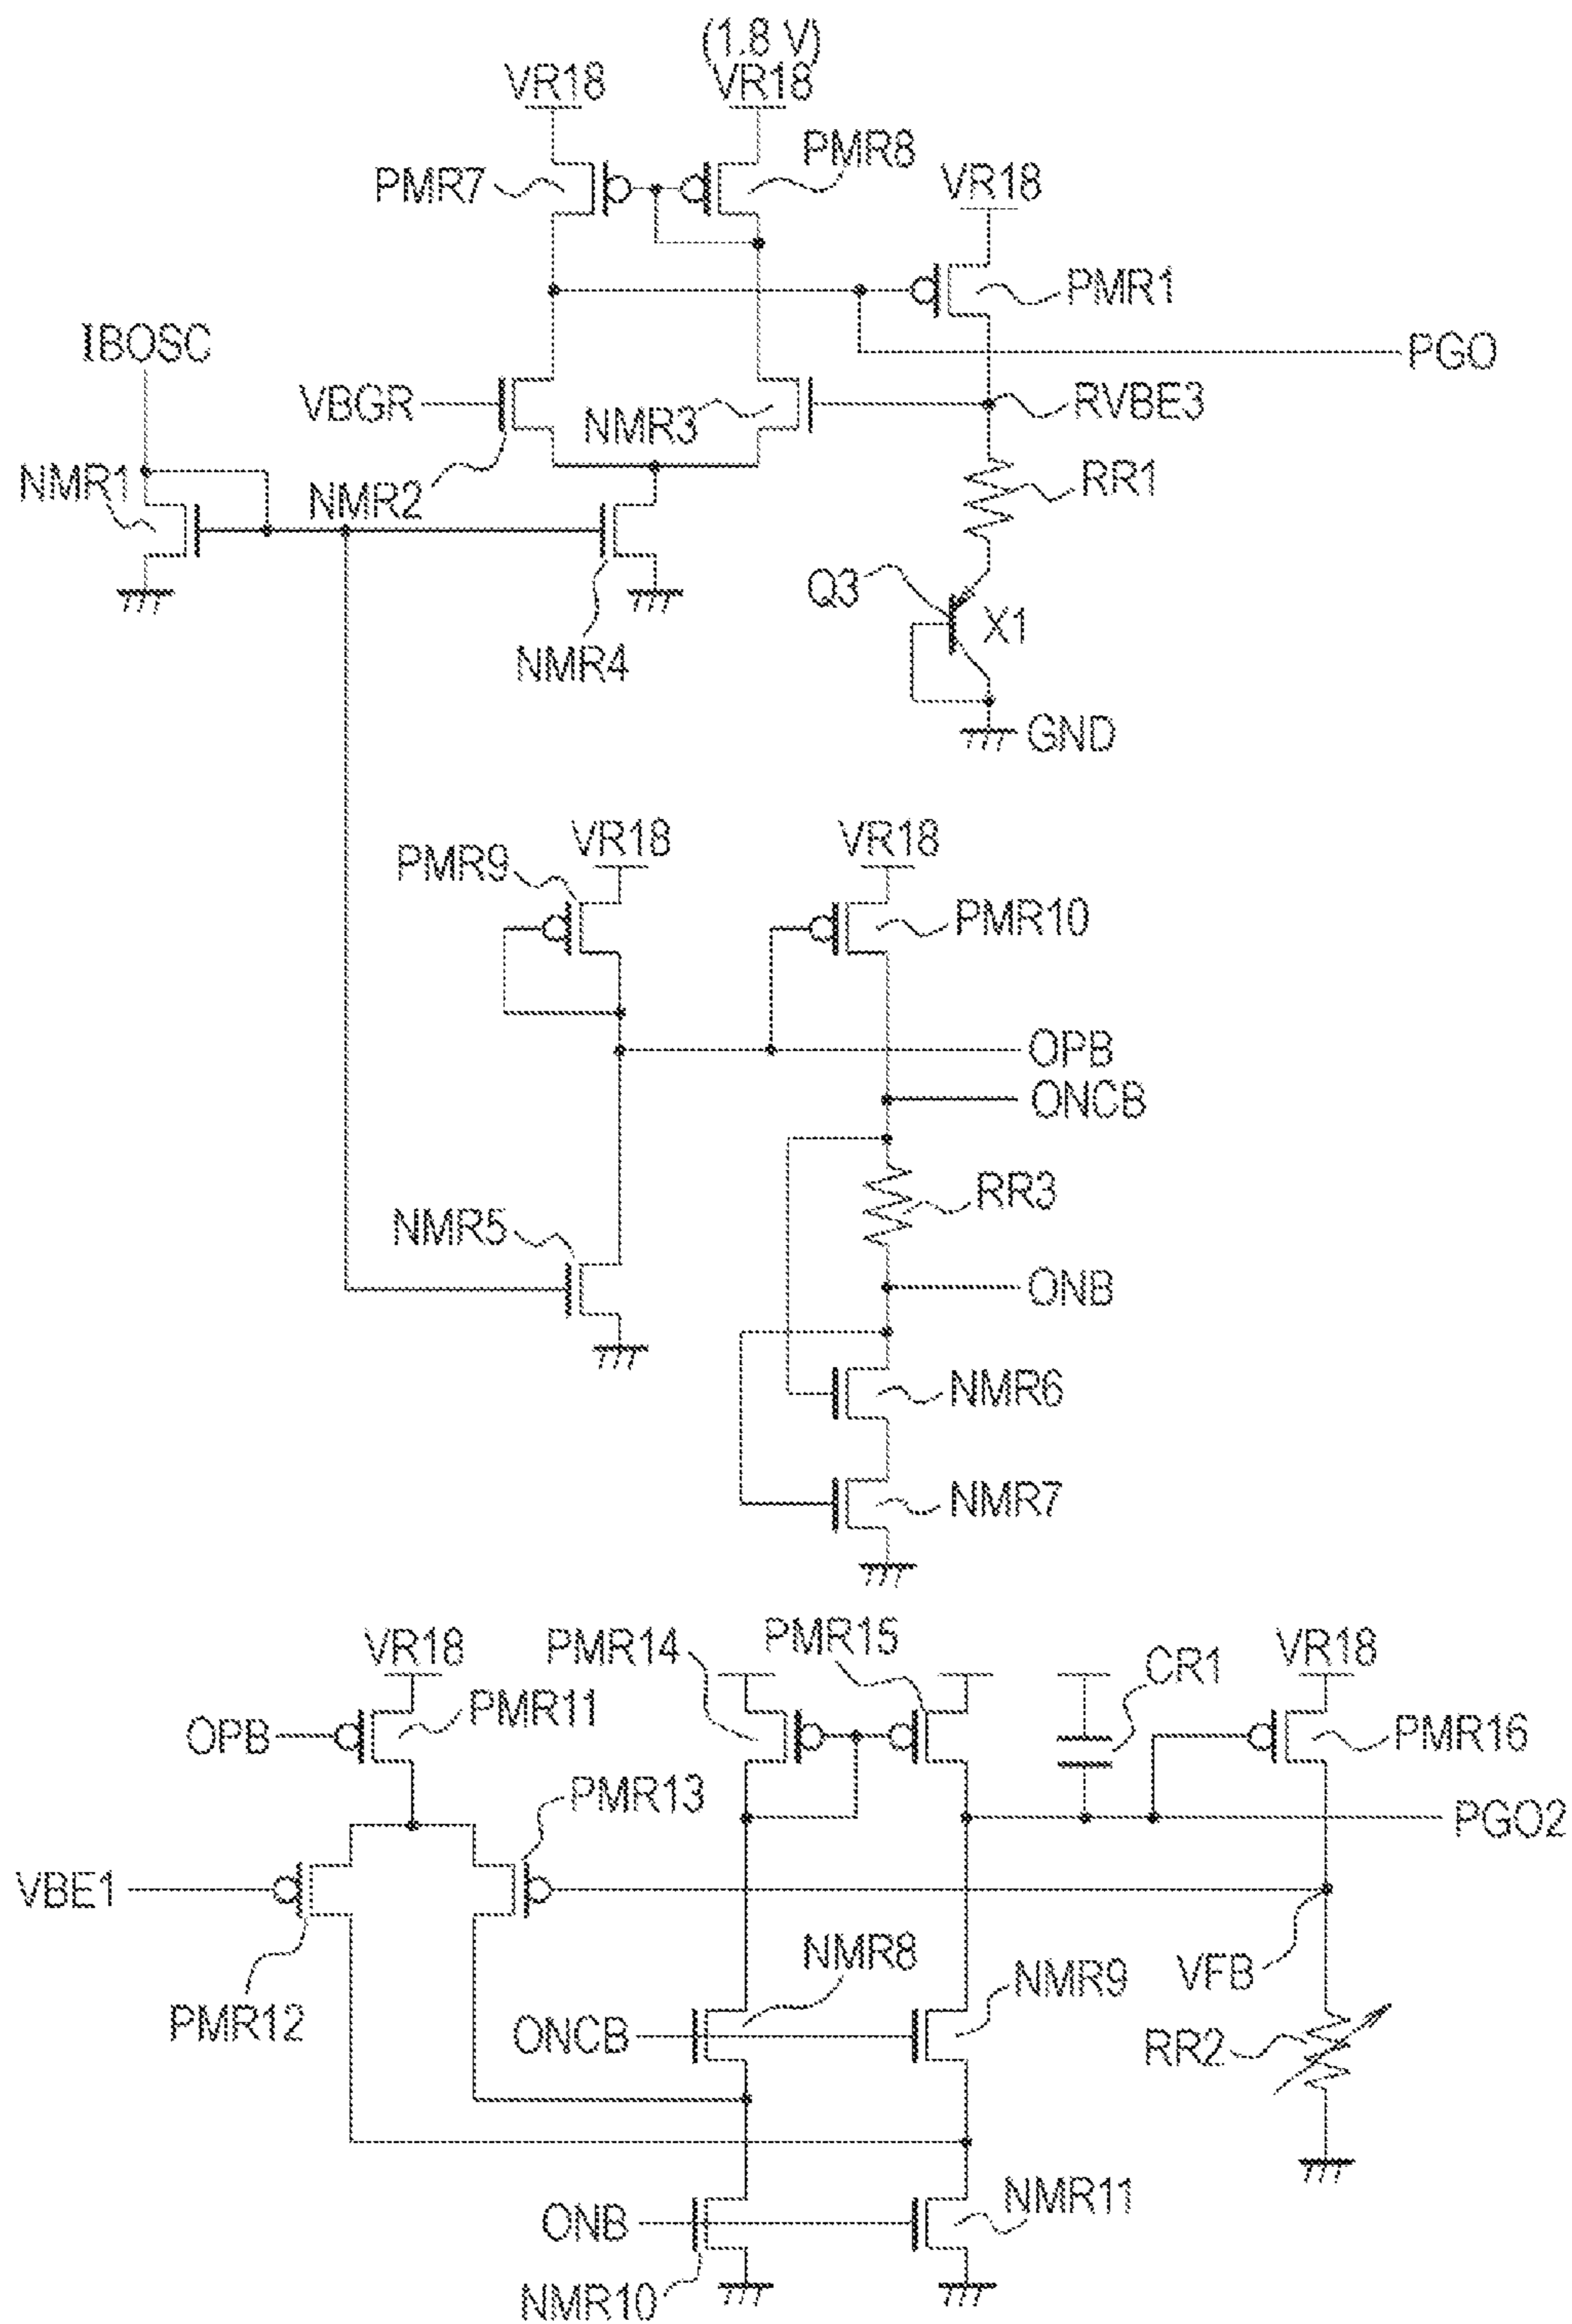 (1.8 V)
VR18
VR18
PMR7
PMR8
VR18
PMR1
IBOSC
PGO
VBGR
NMR3
RVBE3
NMR1
NMR2
RR1
Q3
X1
NMR4
GND
VR18
VR18
PMR9
PMR10
OPB
ONCB
RR3
NMR5
ONB
NMR6
NMR7
VR18
PMR14
PMR15
CR1
VR18
OPB
PMR11
PMR16
PMR13
PGO2
VBE1
NMR8
NMR9
VFB
PMR12
ONCB
RR2
ONB
NMR11
NMR10